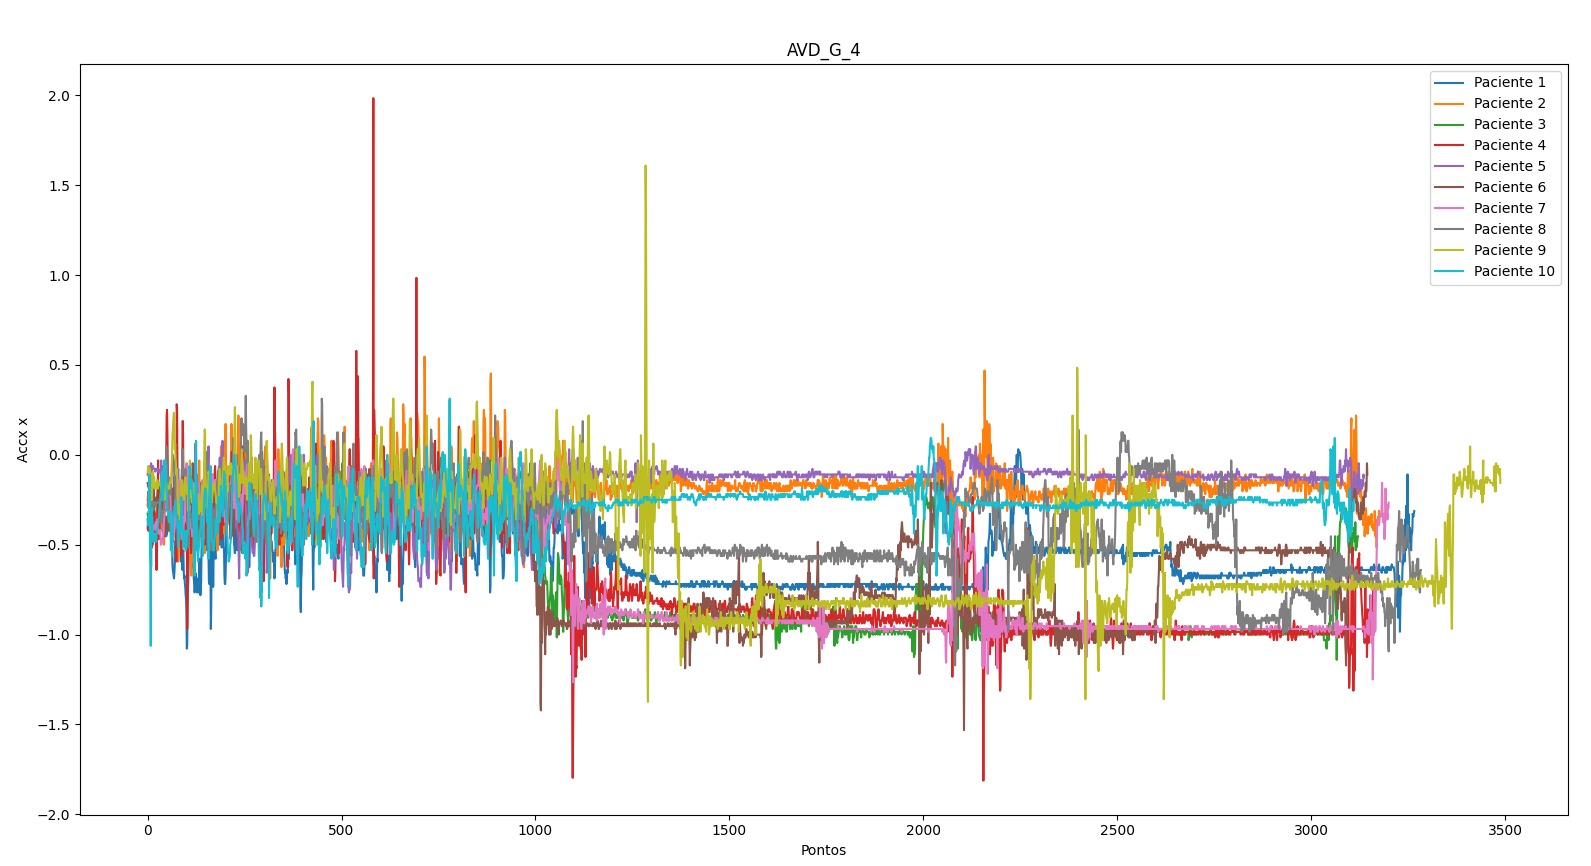 AVD_G_4
2.0
1.5
1.0
0.5
0.0
−0.5
−1.0
−1.5
−2.0
Accx x
0 500 1000 1500 2000 2500 3000 3500
Pontos
Paciente 1
Paciente 2
Paciente 3
Paciente 4
Paciente 5
Paciente 6
Paciente 7
Paciente 8
Paciente 9
Paciente 10